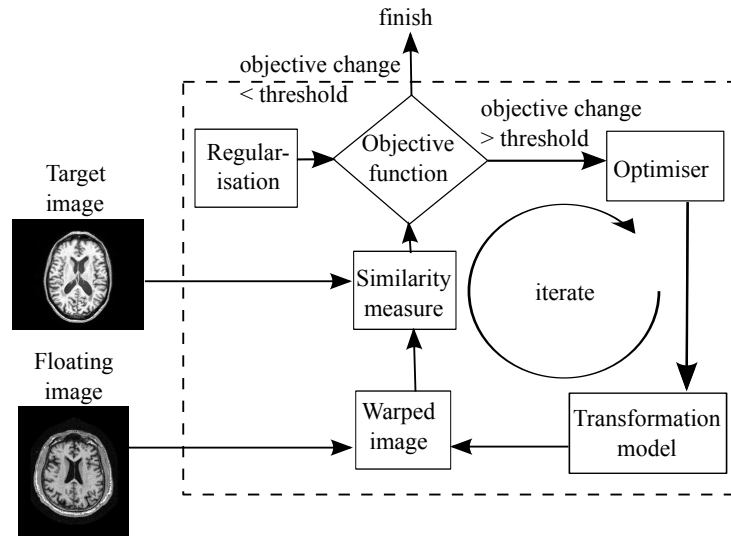 finish
objective change
< threshold
objective change
> threshold
Regular-
isation
Objective
function
Optimiser
Target
image
Similarity
measure
iterate
Floating
image
Warped
image
Transformation
model